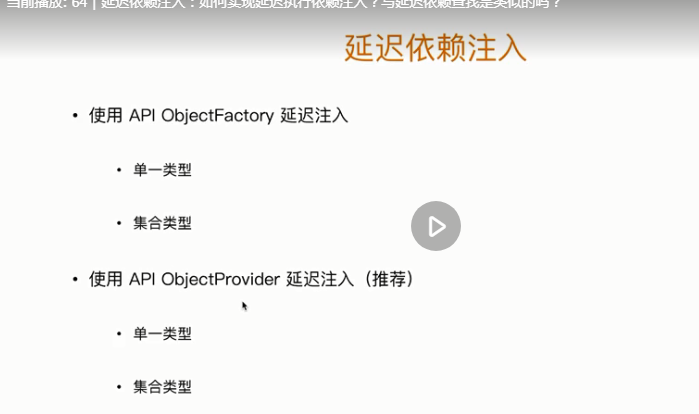 当前播放: 64 | 延迟依赖注入：如何实现延迟执行依赖注入？与延迟依赖查找是类似的吗？
延迟依赖注入
• 使用 API ObjectFactory 延迟注入
• 单一类型
• 集合类型
• 使用 API ObjectProvider 延迟注入（推荐）
• 单一类型
• 集合类型